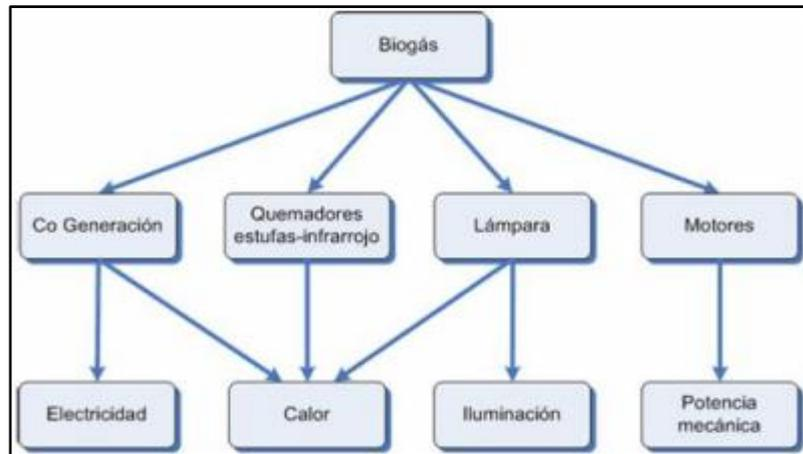 Biogás
Co Generación
Quemadores
estufas-infrarrojo
Lámpara
Motores
Electricidad
Calor
Iluminación
Potencia
mecánica